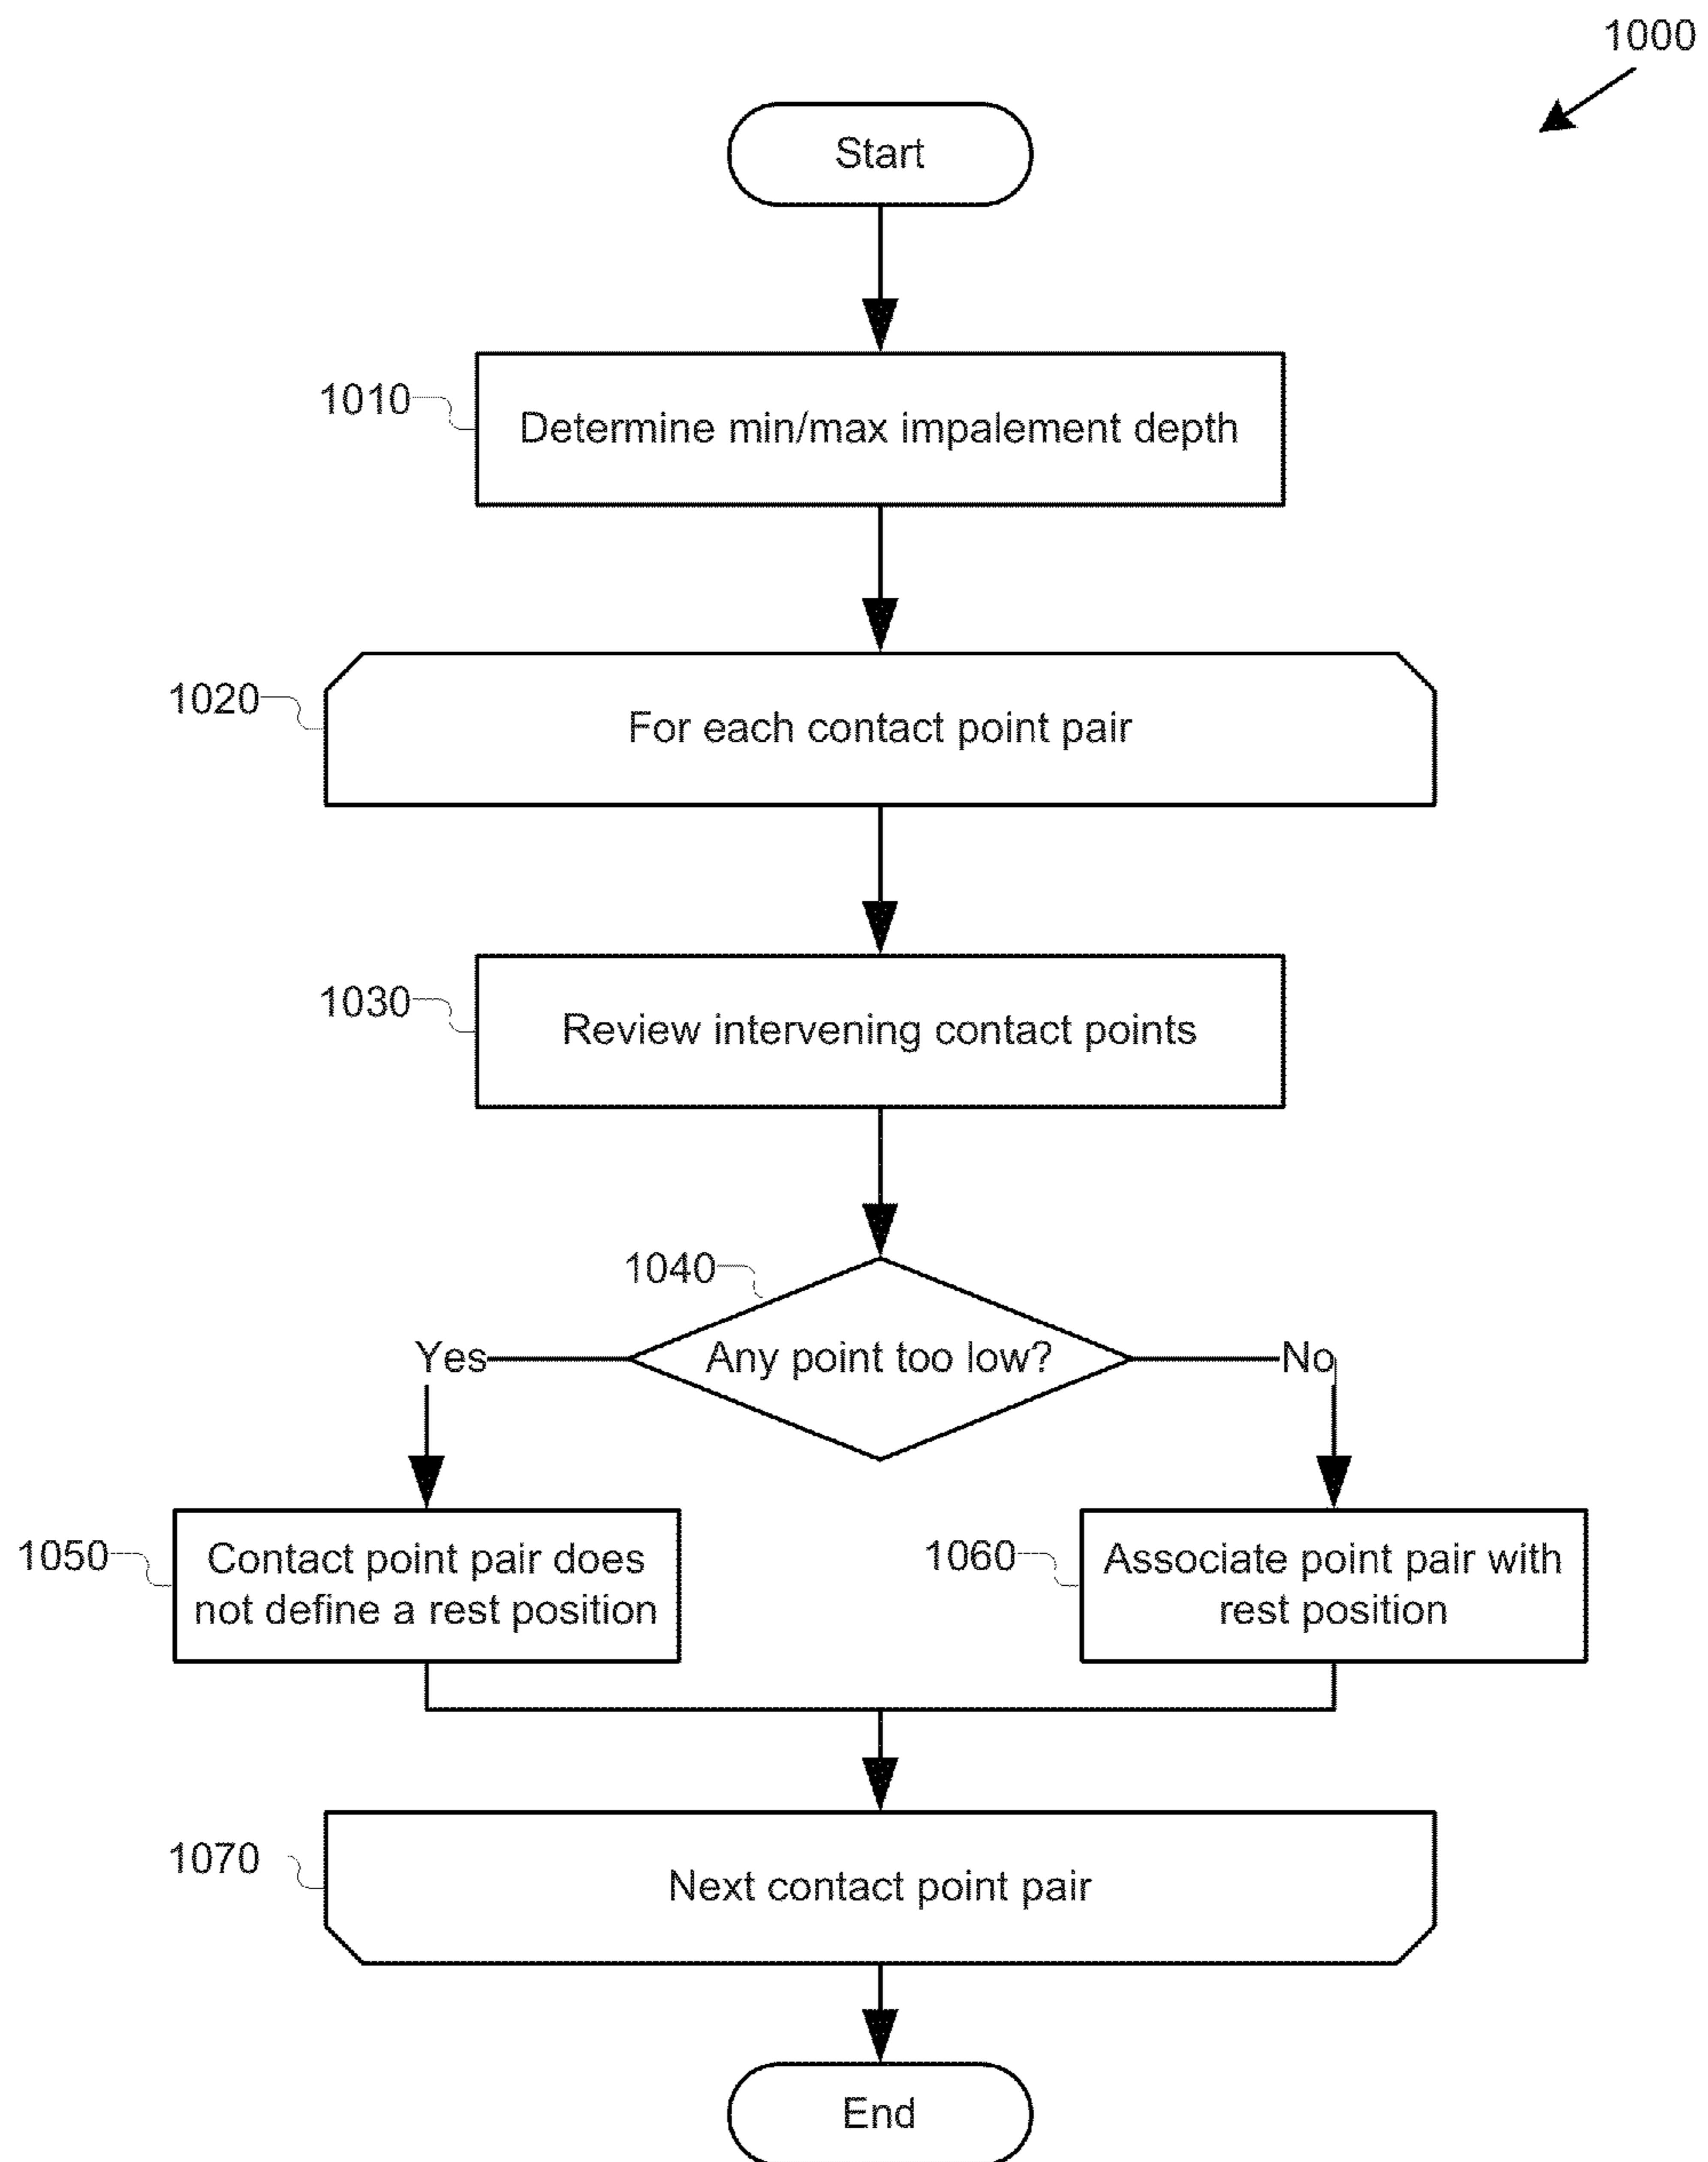 1000
Start
1010
Determine min/max impalement depth
1020
For each contact point pair
1030
Review intervening contact points
1040
Yes
Any point too low?
No
1050
Contact point pair does
not define a rest position
1060
Associate point pair with
rest position
1070
Next contact point pair
End